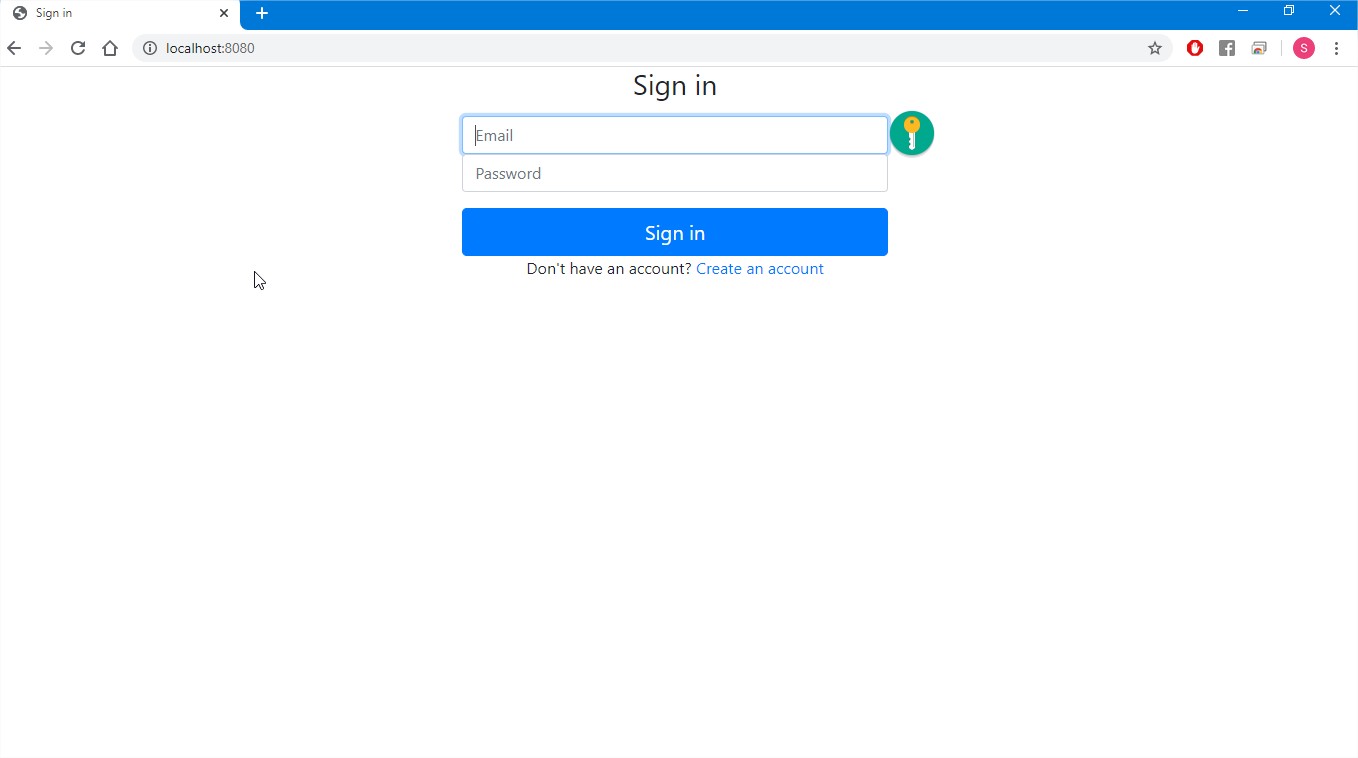 Sign in
localhost:8080
S
Sign in
Email
Password
Sign in
Don't have an account? Create an account